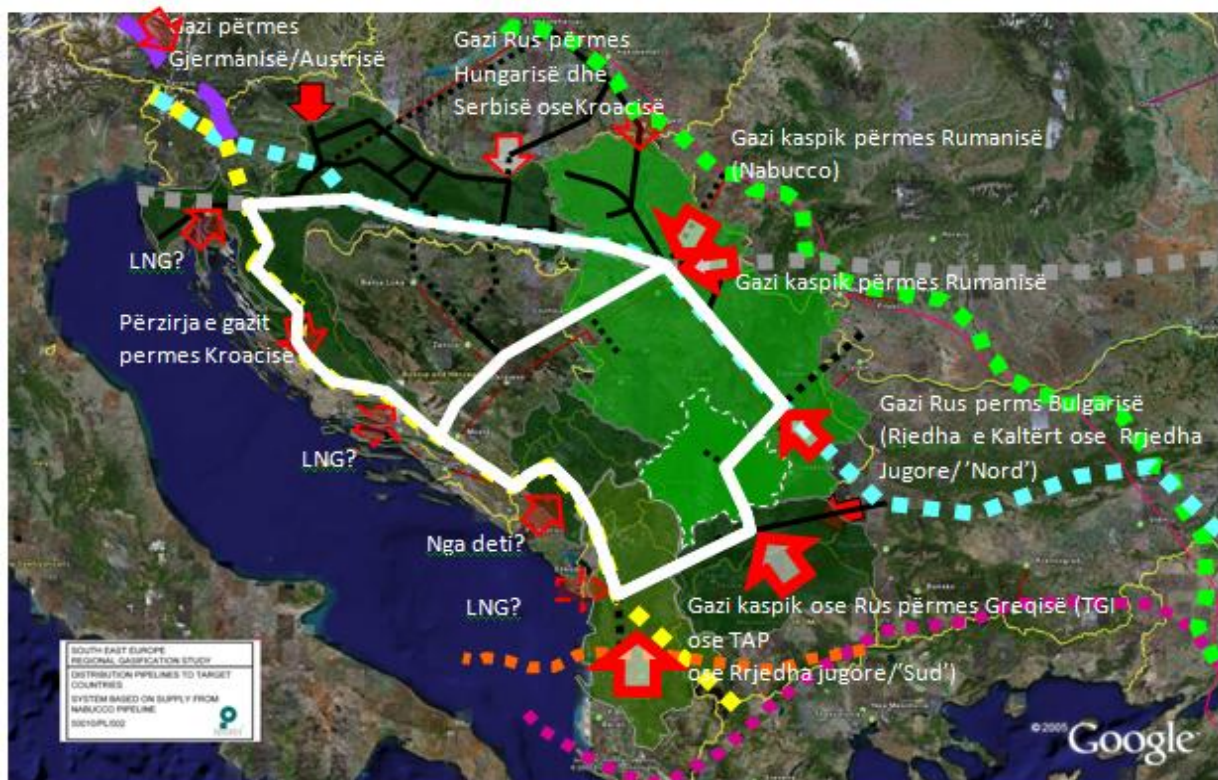 Gazi përmes
Gjermanisë/Austrisë
Gazi Rus përmes
Hungarisë dhe
Serbisë oseKroacisë
Gazi kaspik përmes Rumanisë
(Nabucco)
LNG?
Gazi kaspik përmes Rumanisë
Përzirja e gazit
permes Kroacise
Gazi Rus perms Bulgarisë
(Rjedha e Kaltërt ose Rrjedha
Jugore/'Nord')
LNG?
Nga deti?
LNG?
Gazi kaspik ose Rus përmes Greqisë (TGI
ose TAP
ose Rrjedha jugore/'Sud')
SOUTH EAST EUROPE
REGIONAL GASIFICATION STUDY
DISTRIBUTION PIPELINES TO TARGET
COUNTRIES
SYSTEM BASED ON SUPPLY FROM
NABUCCO PIPELINE
©2005 Google